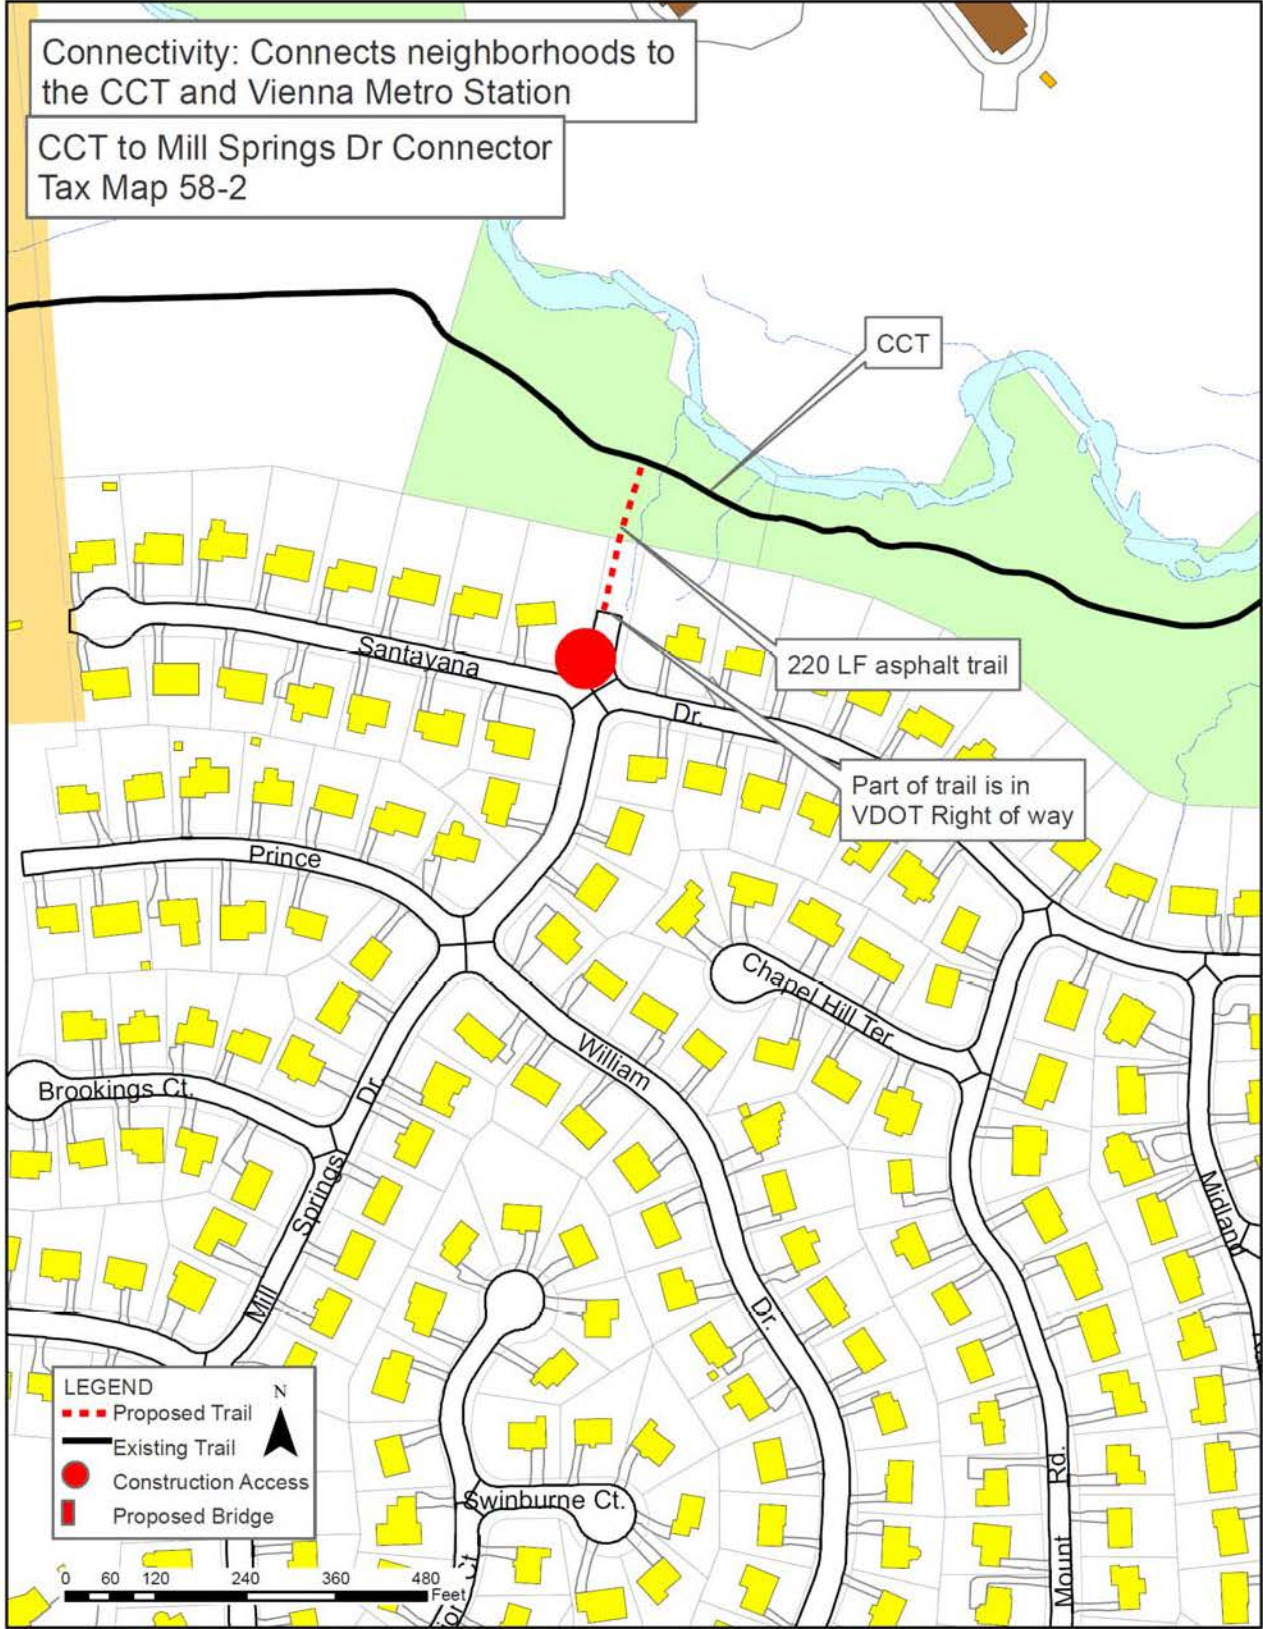 Connectivity: Connects neighborhoods to
the CCT and Vienna Metro Station
CCT to Mill Springs Dr Connector
Tax Map 58-2
CCT
220 LF asphalt trail
Part of trail is in
VDOT Right of way
Santayana
Dr.
Prince
William
Dr.
Chapel Hill Ter.
Brookings Ct.
Mill
Springs
Dr.
Midland
Swinburne Ct.
Mount
Rd.
LEGEND
N
Proposed Trail
Existing Trail
Construction Access
Proposed Bridge
0 60 120 240 360 480
Feet